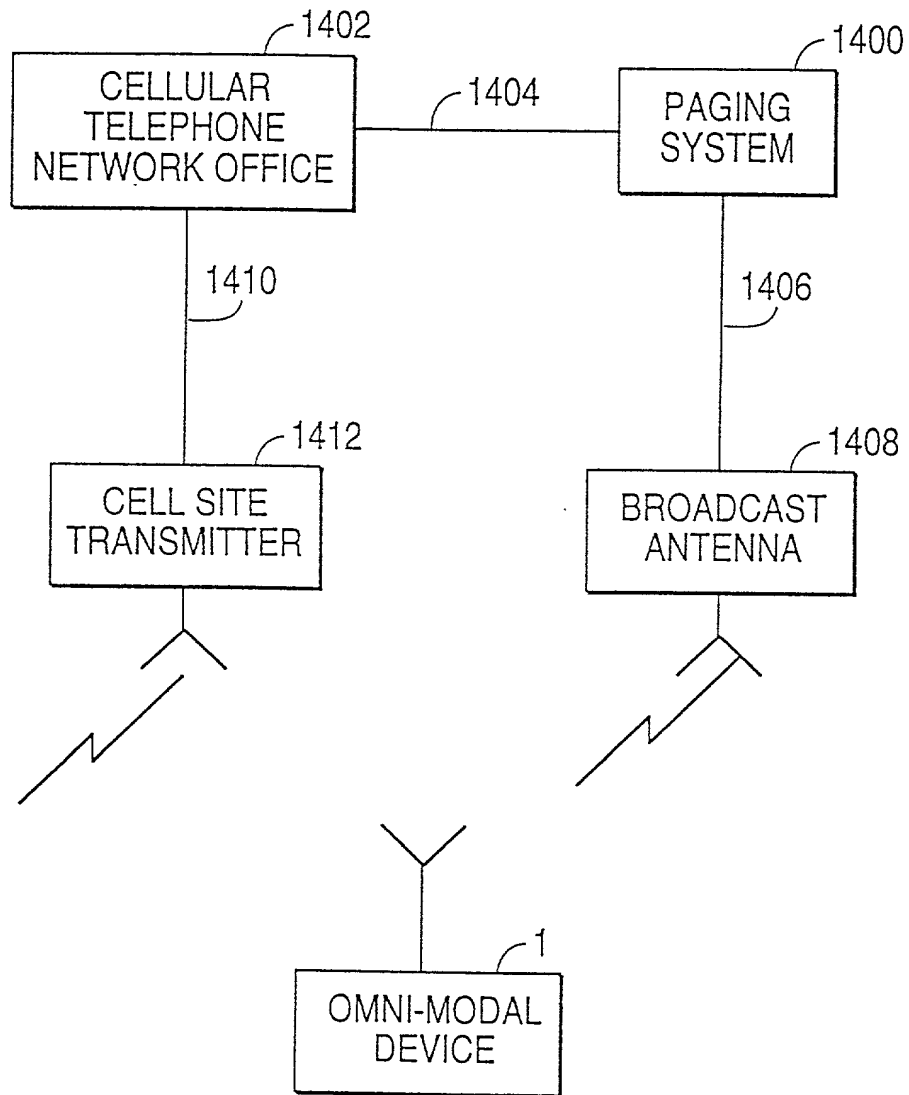 1402
CELLULAR
TELEPHONE
NETWORK OFFICE
1404
1400
PAGING
SYSTEM
1410
1406
1412
CELL SITE
TRANSMITTER
1408
BROADCAST
ANTENNA
1
OMNI-MODAL
DEVICE